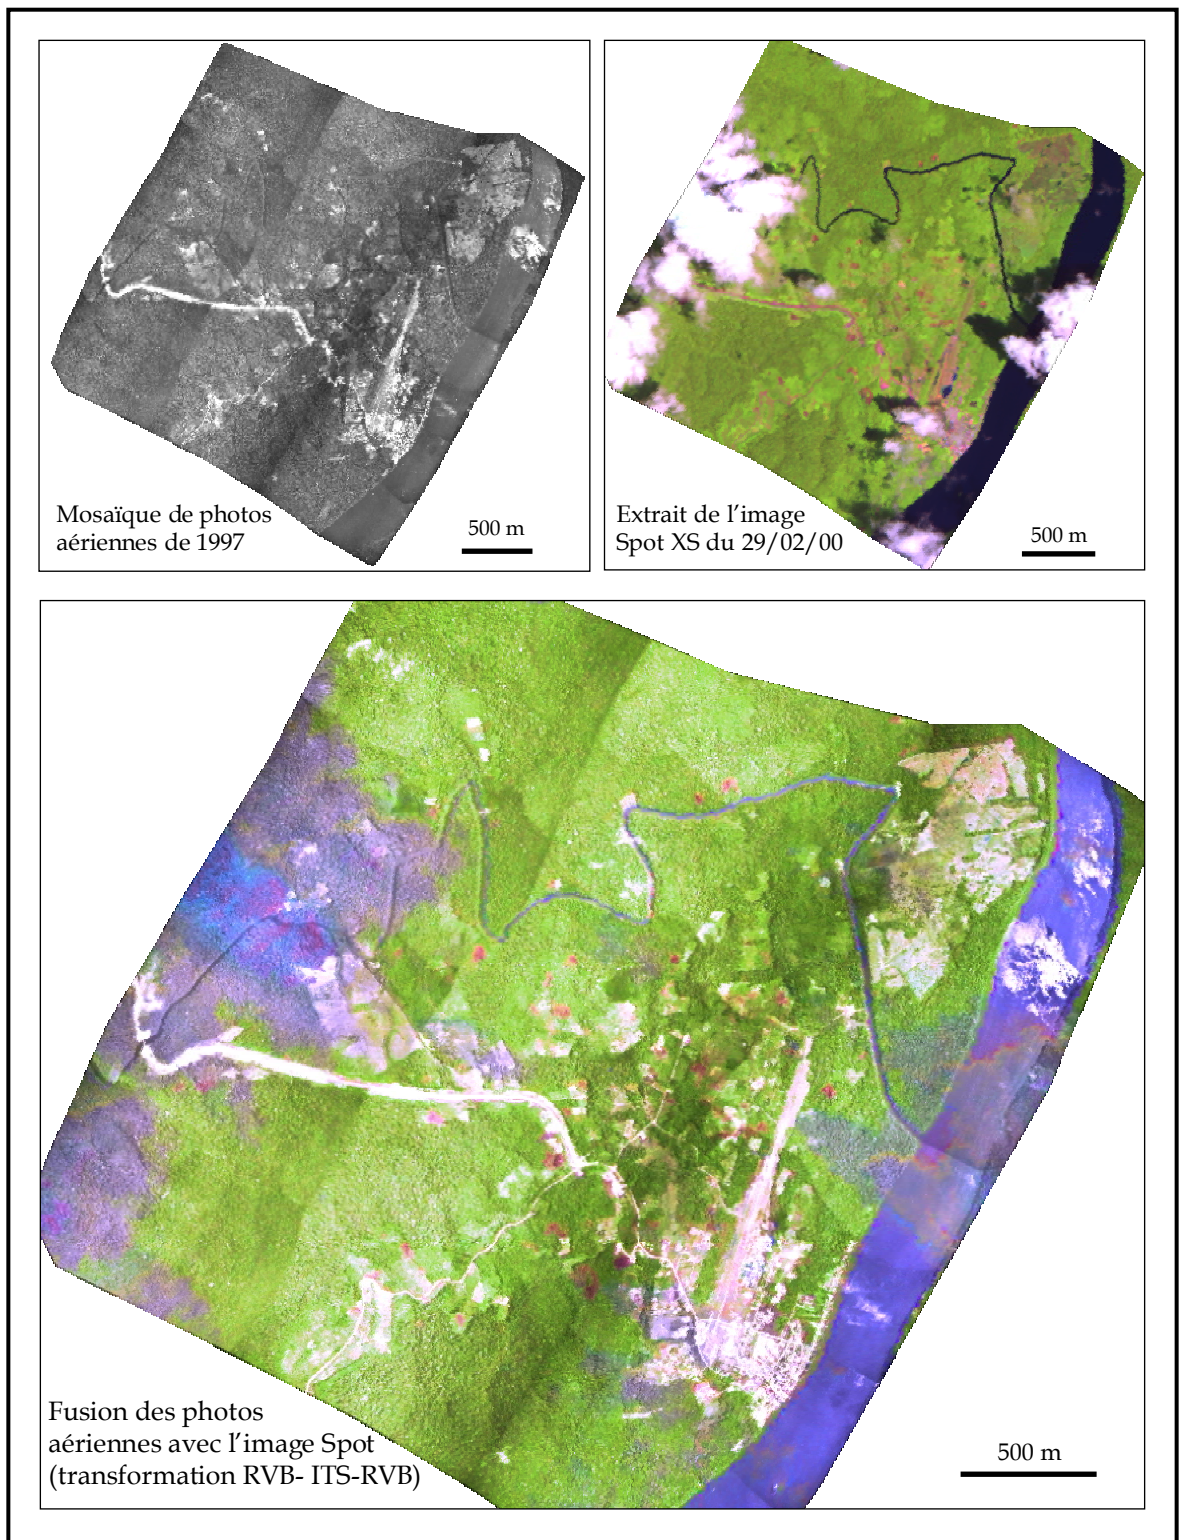 Mosaïque de photos
aériennes de 1997
500 m
Extrait de l'image
Spot XS du 29/02/00
500 m
Fusion des photos
aériennes avec l'image Spot
(transformation RVB- ITS-RVB)
500 m